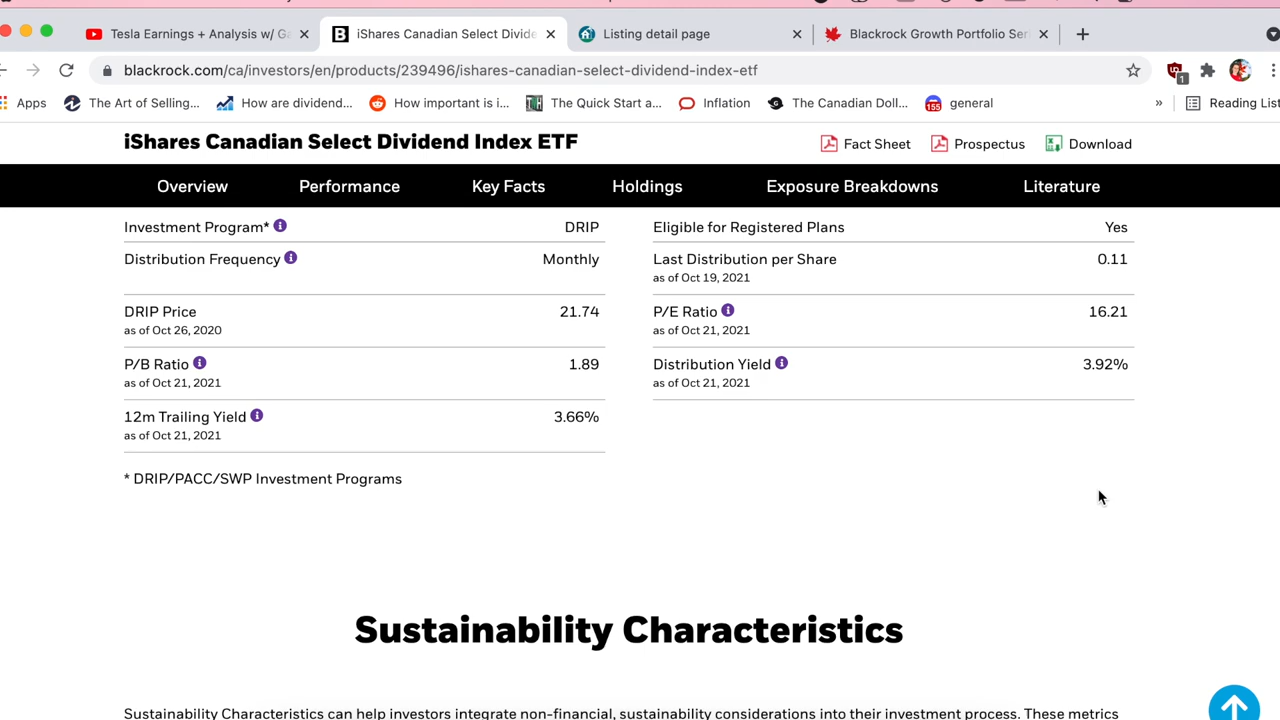 Tesla Earnings + Analysis w/ Ga
iShares Canadian Select Divide
Listing detail page
Blackrock Growth Portfolio Seri
blackrock.com/ca/investors/en/products/239496/ishares-canadian-select-dividend-index-etf
1
Apps
The Art of Selling...
How are dividend...
How important is i...
The Quick Start a...
Inflation
The Canadian Doll...
155
general
»
Reading List
iShares Canadian Select Dividend Index ETF
Fact Sheet
Prospectus
Download
Overview
Performance
Key Facts
Holdings
Exposure Breakdowns
Literature
Investment Program* DRIP
Eligible for Registered Plans Yes
Distribution Frequency Monthly
Last Distribution per Share 0.11
as of Oct 19, 2021
DRIP Price 21.74
as of Oct 26, 2020
P/E Ratio 16.21
as of Oct 21, 2021
P/B Ratio 1.89
as of Oct 21, 2021
Distribution Yield 3.92%
as of Oct 21, 2021
12m Trailing Yield 3.66%
as of Oct 21, 2021
* DRIP/PACC/SWP Investment Programs
Sustainability Characteristics
Sustainability Characteristics can help investors integrate non-financial, sustainability considerations into their investment process. These metrics